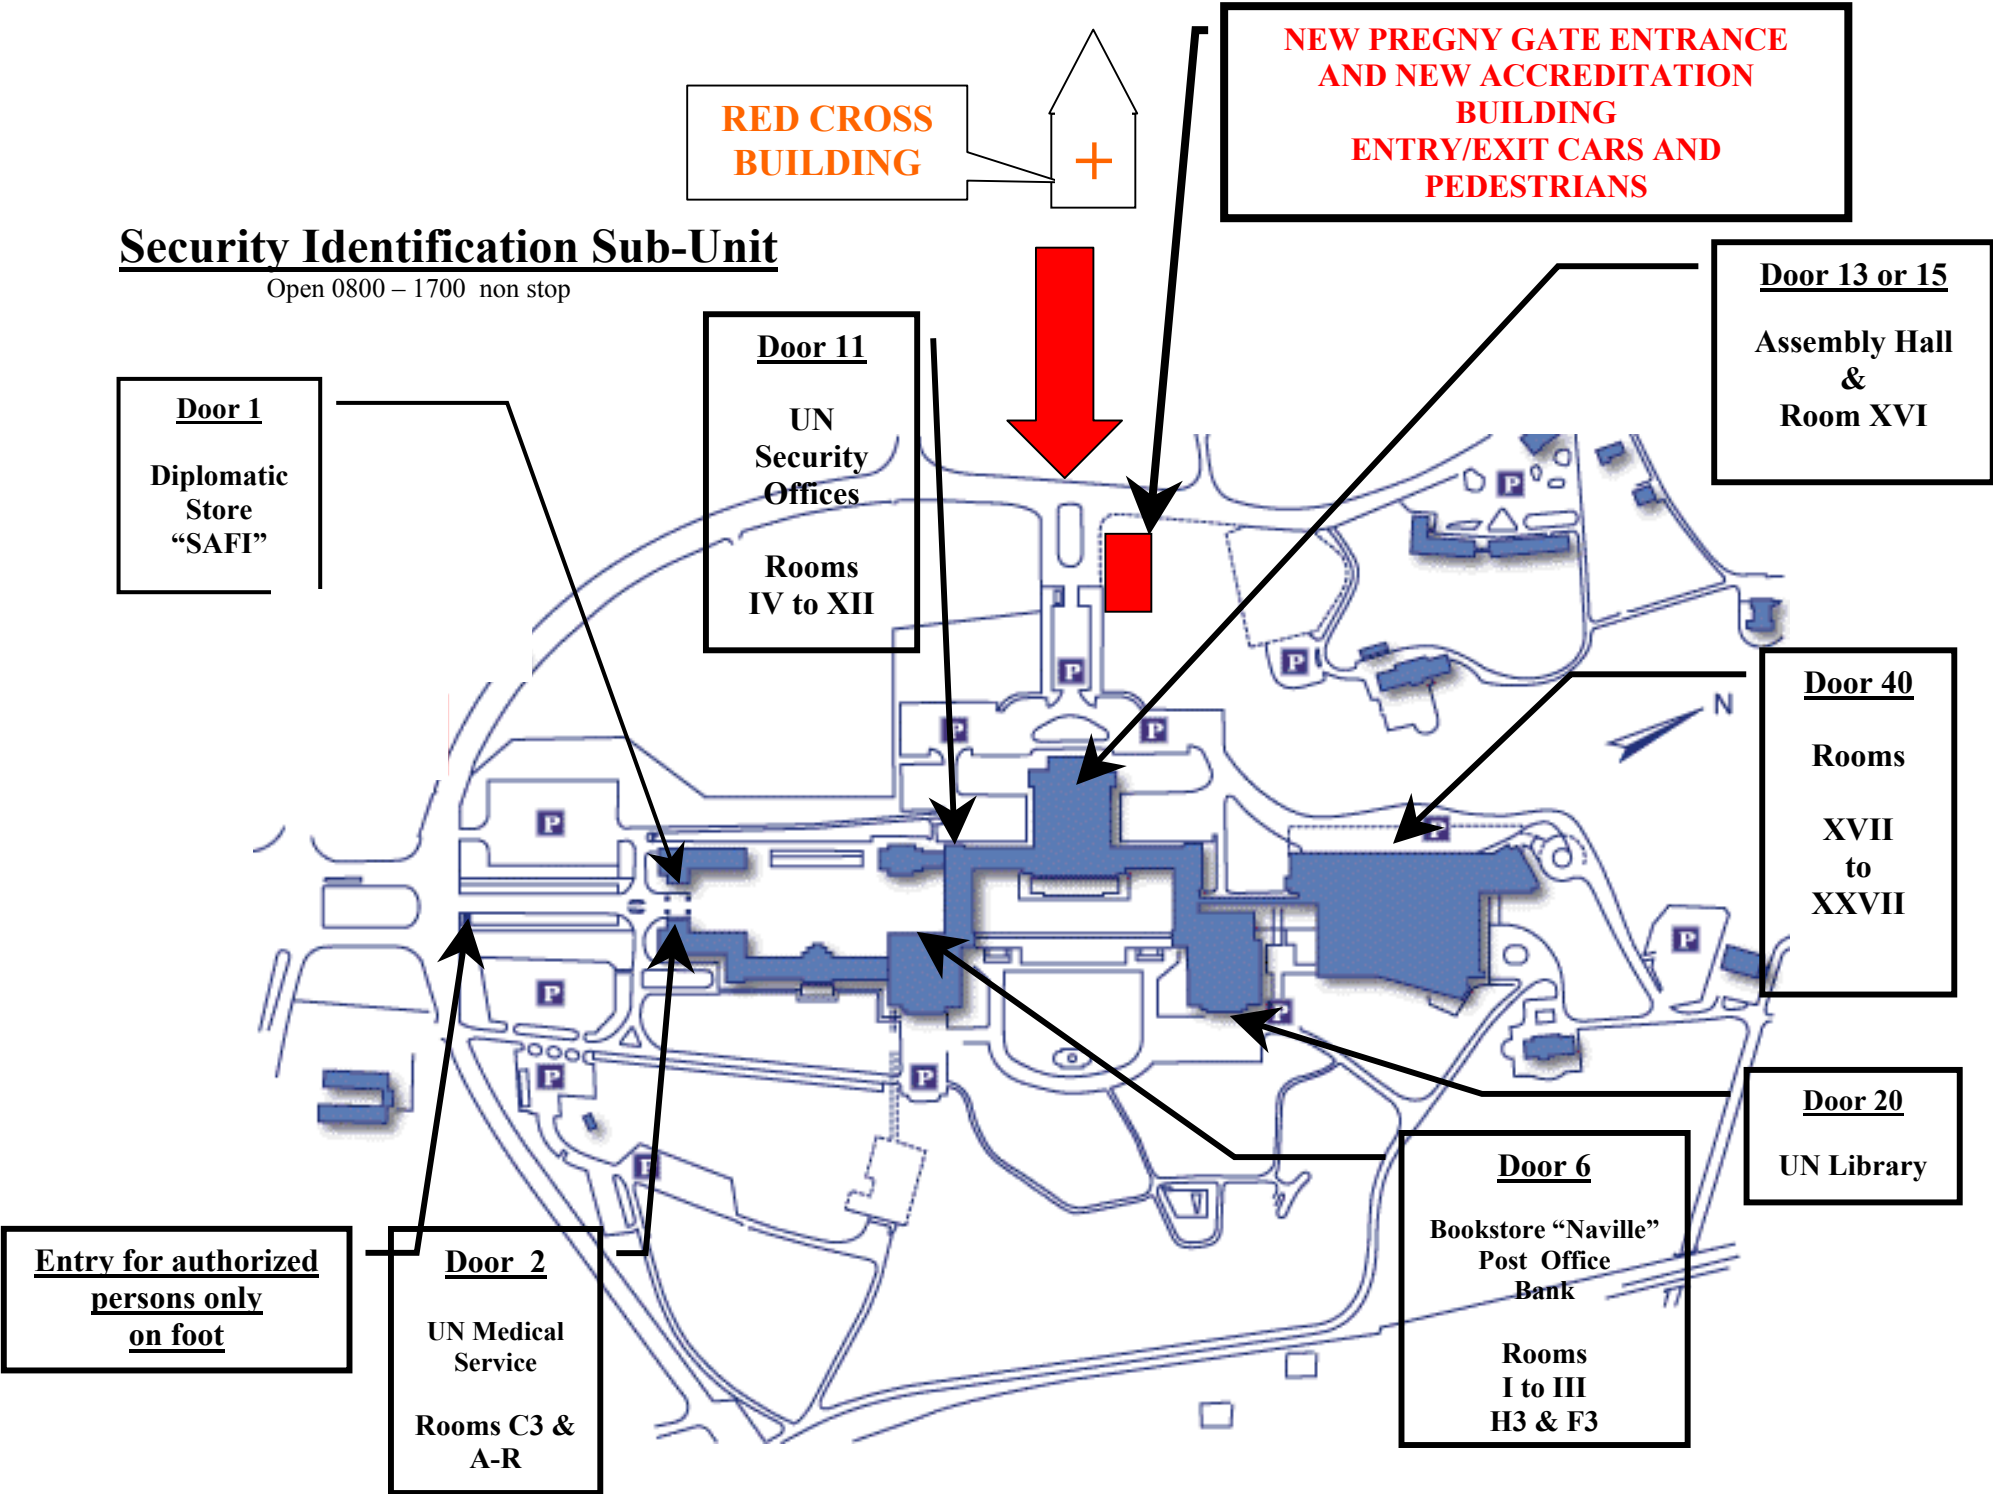 NEW PREGNY GATE ENTRANCE
AND NEW ACCREDITATION
BUILDING
ENTRY/EXIT CARS AND
PEDESTRIANS
RED CROSS
BUILDING
+
Security Identification Sub-Unit
Open 0800 – 1700 non stop
Door 13 or 15
Assembly Hall
&
Room XVI
Door 11
UN
Security
Offices
Rooms
IV to XII
Door 1
Diplomatic
Store
“SAFI”
P
P
P
P
P
N
Door 40
Rooms
XVII
to
XXVII
P
P
P
P
P
P
P
P
Door 20
UN Library
Door 6
Bookstore “Naville”
Post Office
Bank
Rooms
I to III
H3 & F3
Entry for authorized
persons only
on foot
Door 2
UN Medical
Service
Rooms C3 &
A-R